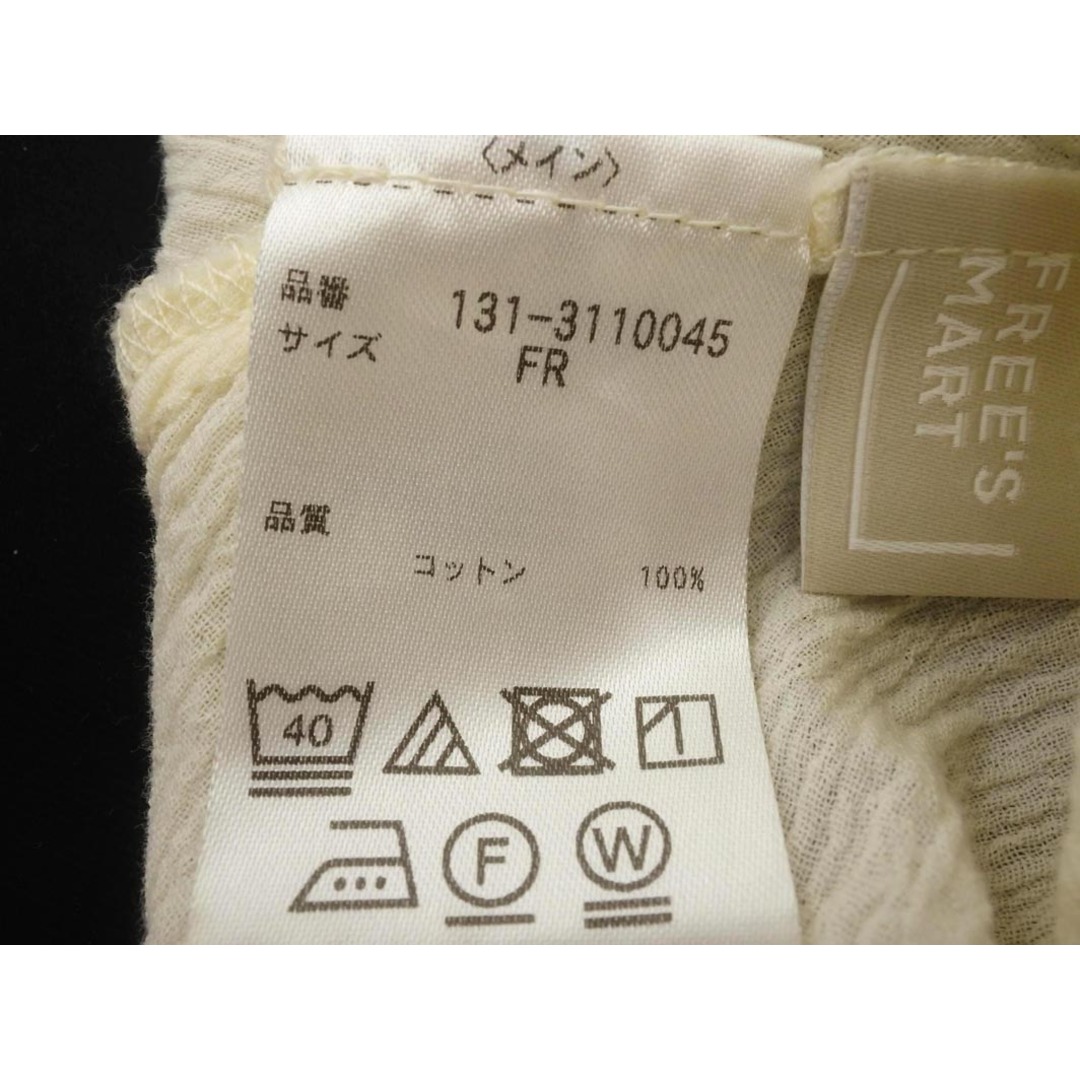 〈メイン〉
品番 131-3110045
サイズ FR
品質
コットン 100%
40
F
W
FREE'S
MART